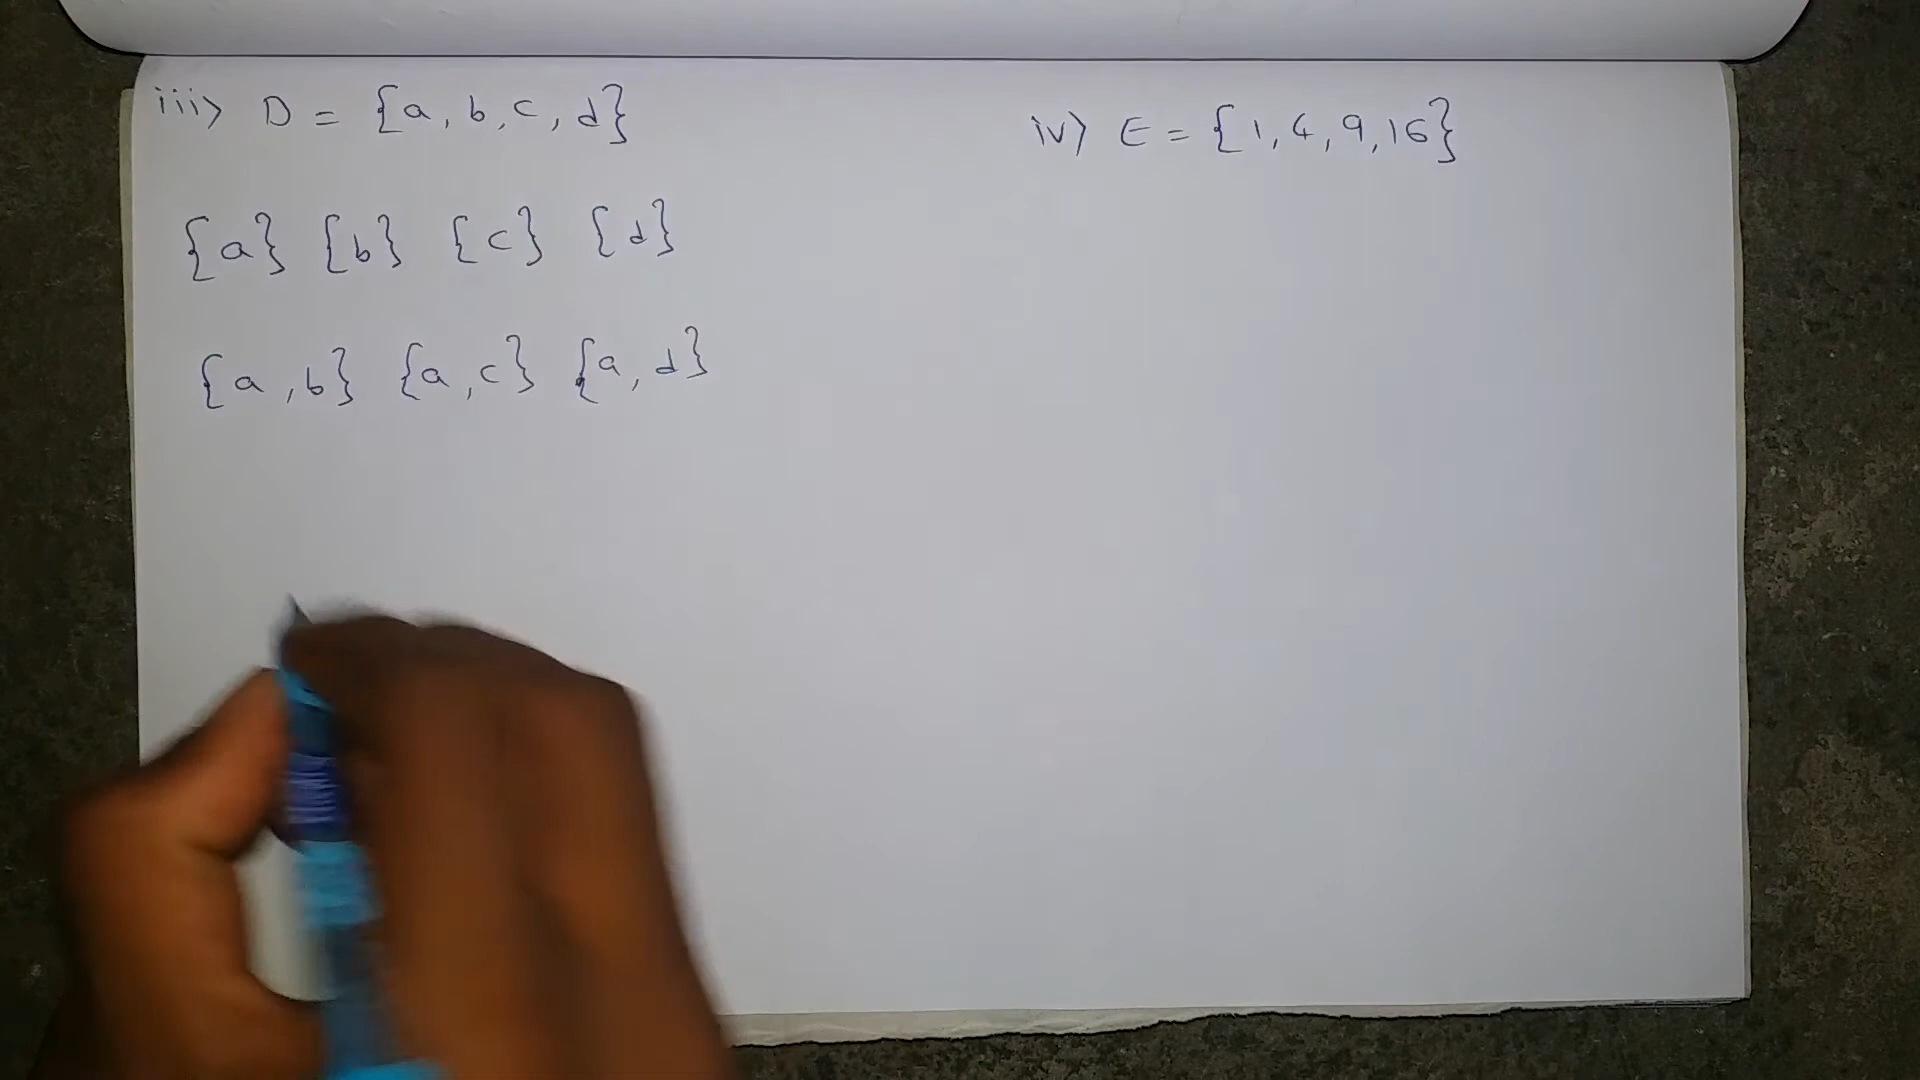 iii) D = {a, b, c, d}
{a} {b} {c} {d}
{a, b} {a, c} {a, d}
iv) E = {1, 4, 9, 16}